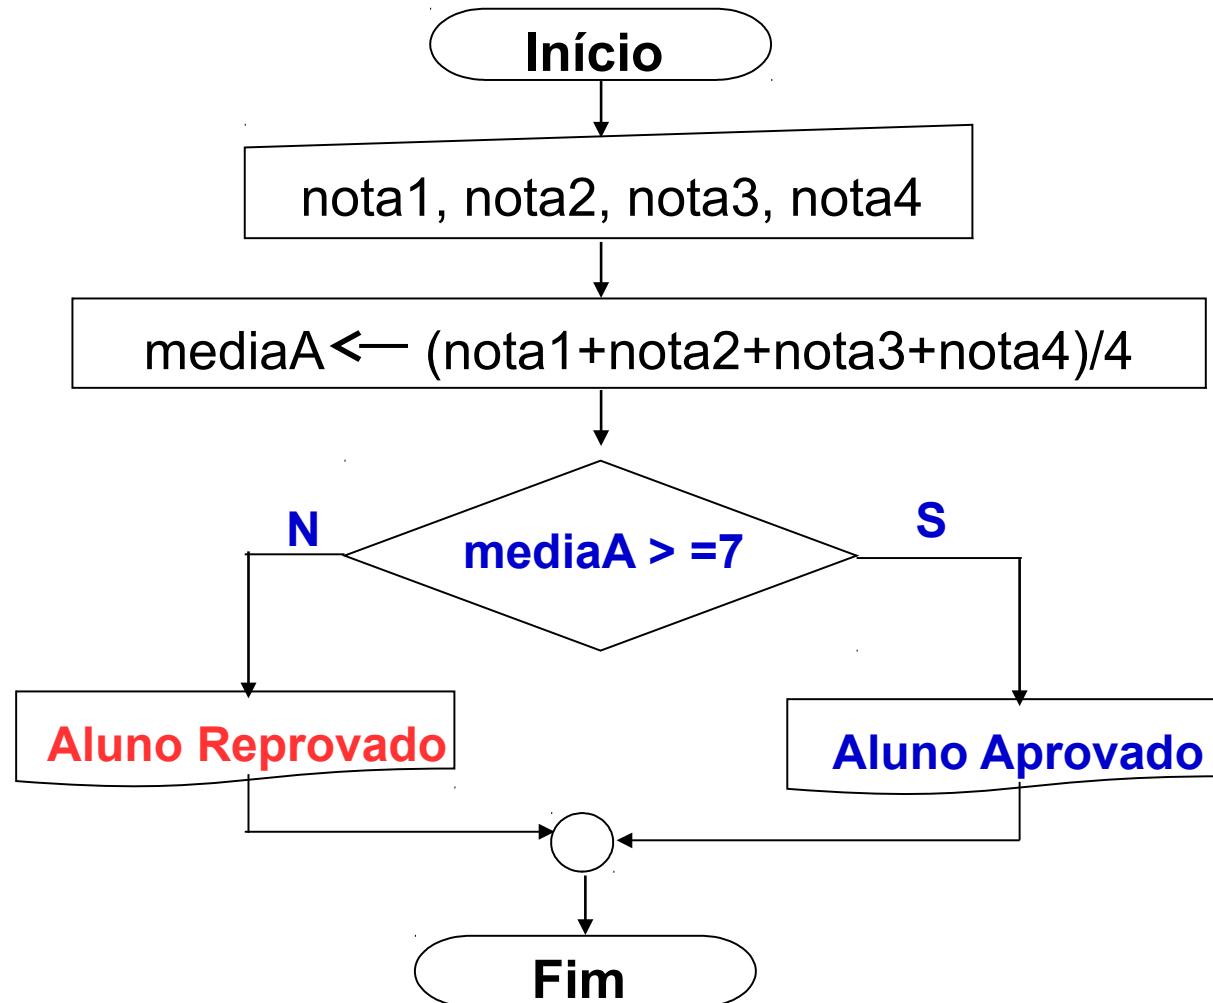 Início
nota1, nota2, nota3, nota4
mediaA <— (nota1+nota2+nota3+nota4)/4
N
S
mediaA > =7
Aluno Reprovado
Aluno Aprovado
Fim